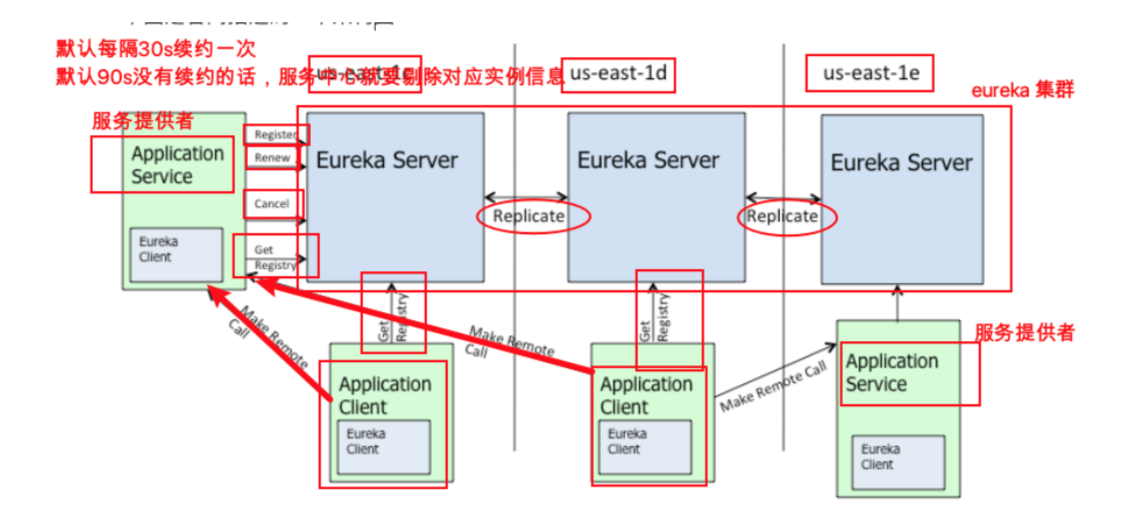 默认每隔30s续约一次
默认90s没有续约的话，服务中心就要剔除对应实例信息
us-east-1c
us-east-1d
us-east-1e
eureka 集群
服务提供者
Application
Service
Eureka
Client
Register
Renew
Cancel
Get
Registry
Eureka Server
Replicate
Eureka Server
Replicate
Eureka Server
Make Remote
Call
Get
Registry
Make Remote
Call
Get
Registry
Make Remote Call
服务提供者
Application
Client
Eureka
Client
Application
Client
Eureka
Client
Application
Service
Eureka
Client